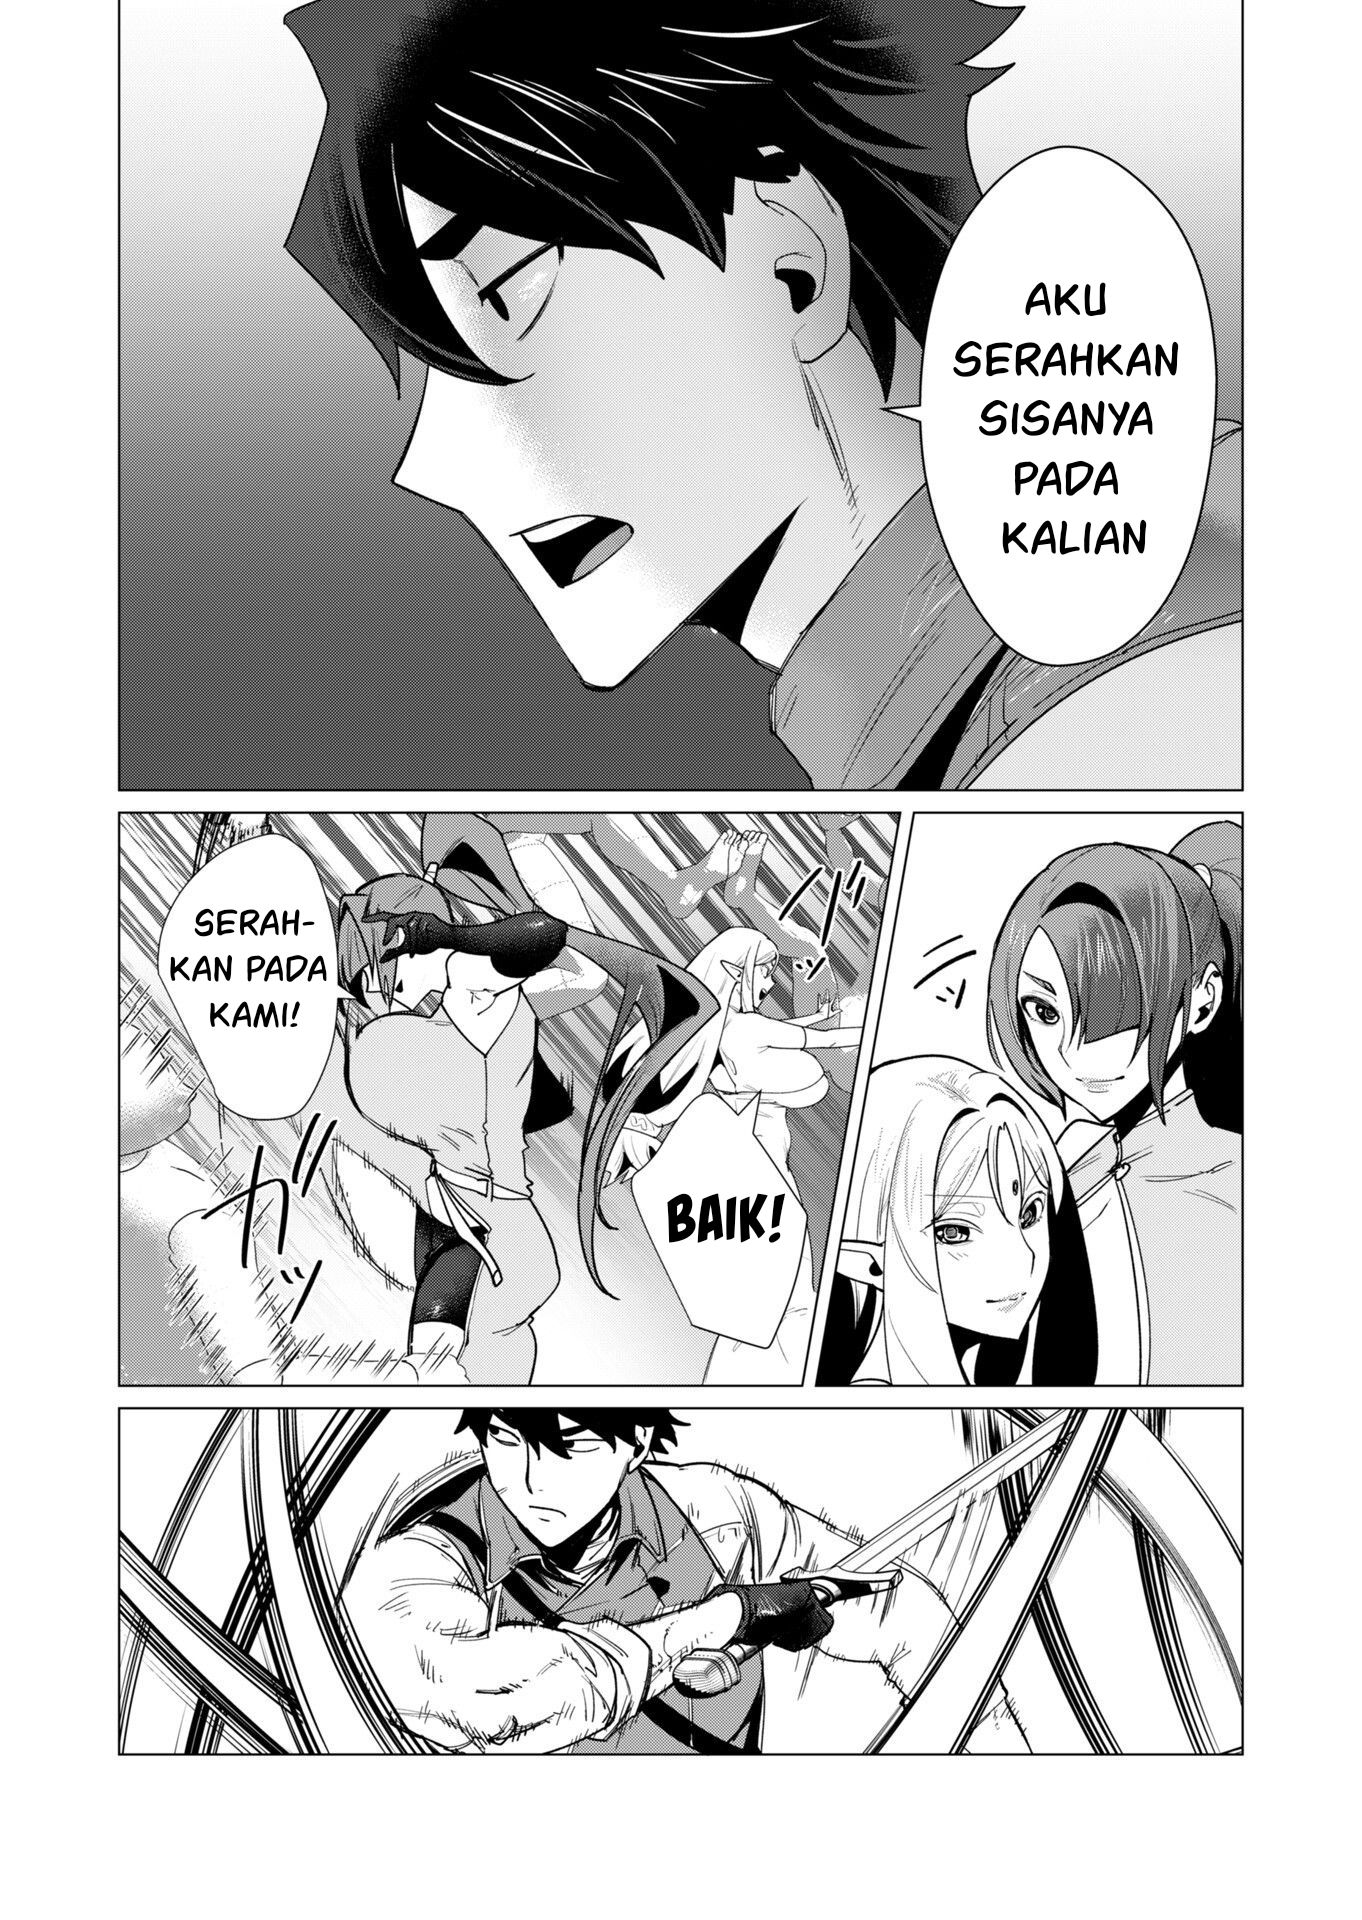 AKU
SERAHKAN
SISANYA
PADA
KALIAN
BAIK!
SERAH-
KAN PADA
KAMI!